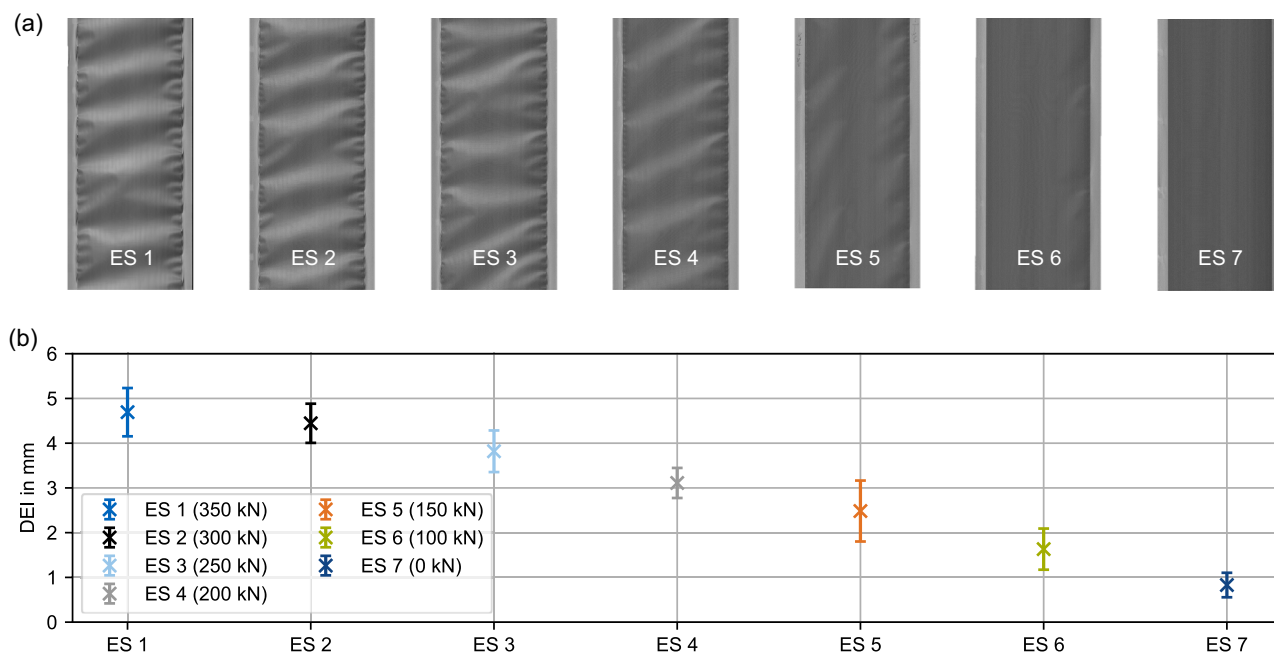 (a)
ES 1
ES 2
ES 3
ES 4
ES 5
ES 6
ES 7
(b)
DEI in mm
6
5
4
3
2
1
0
ES 1 (350 kN)
ES 2 (300 kN)
ES 3 (250 kN)
ES 4 (200 kN)
ES 5 (150 kN)
ES 6 (100 kN)
ES 7 (0 kN)
ES 1
ES 2
ES 3
ES 4
ES 5
ES 6
ES 7